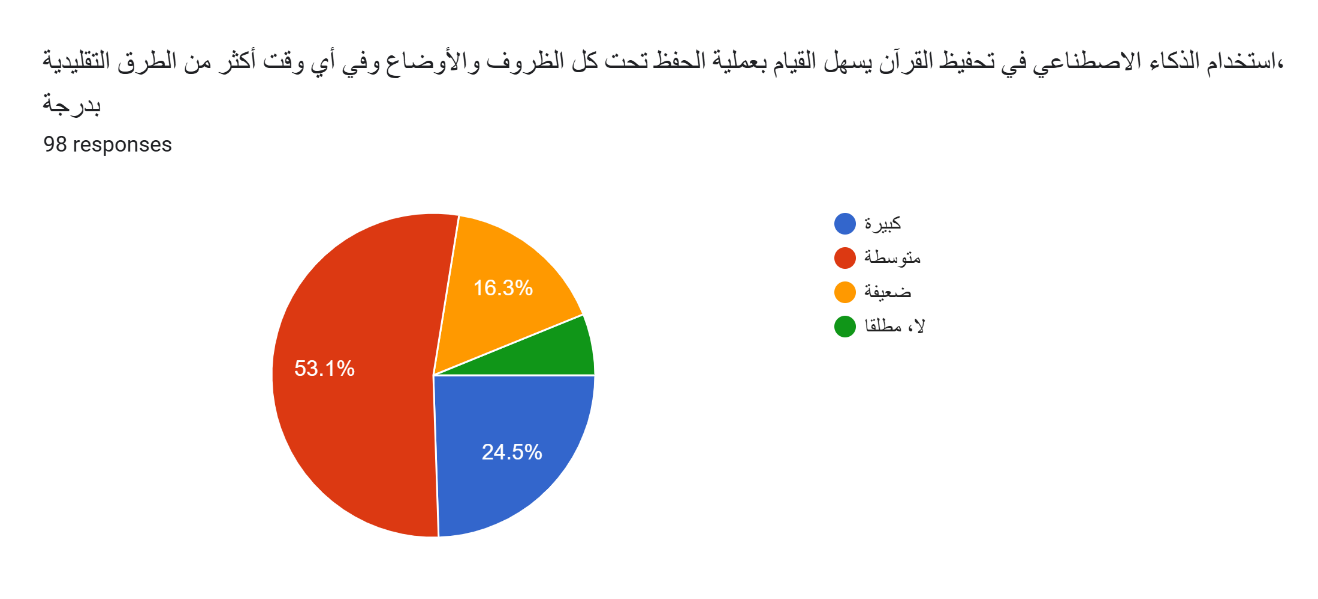 استخدام الذكاء الاصطناعي في تحفيظ القرآن يسهل القيام بعملية الحفظ تحت كل الظروف والأوضاع وفي أي وقت أكثر من الطرق التقليدية،
بدرجة
98 responses
كبيرة
متوسطة
ضعيفة
لا، مطلقا
16.3%
53.1%
24.5%